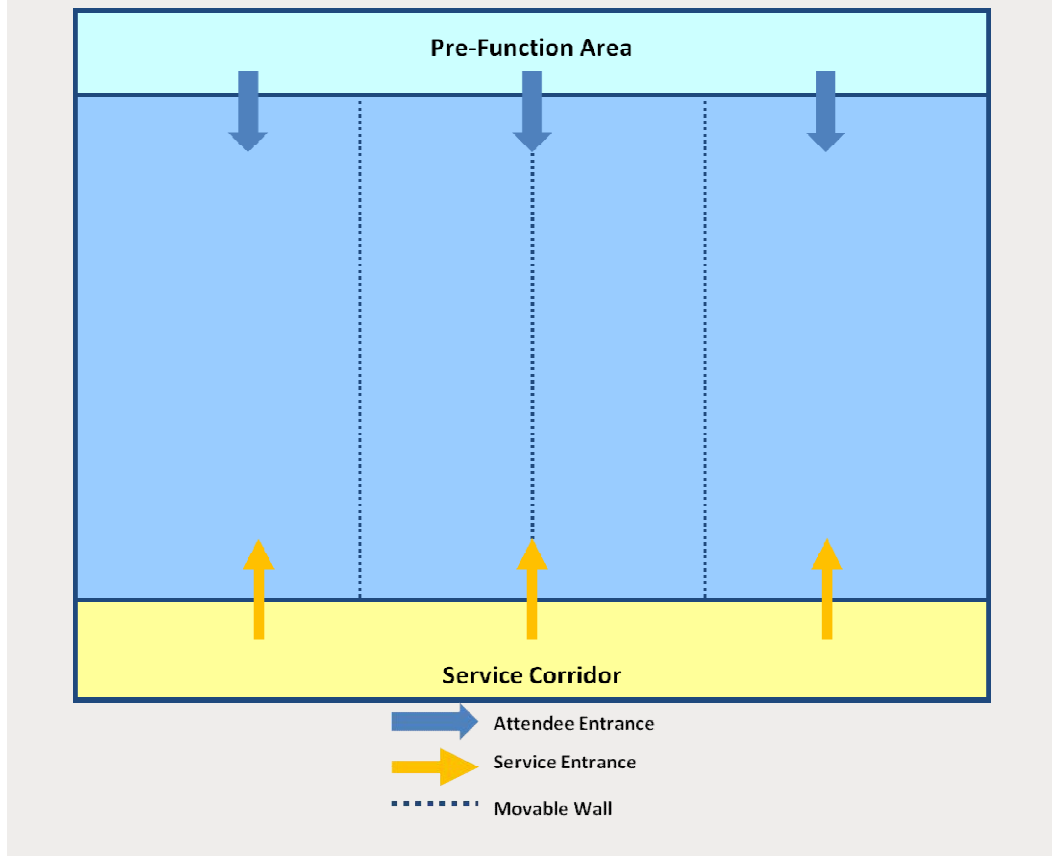 Pre-Function Area
Service Corridor
Attendee Entrance
Service Entrance
Movable Wall